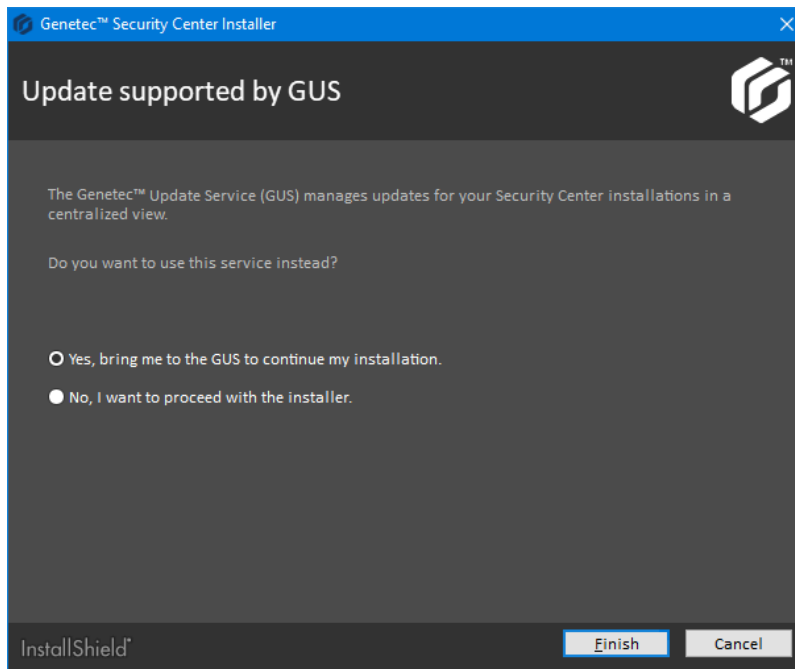 Genetec™ Security Center Installer
Update supported by GUS
TM
The Genetec™ Update Service (GUS) manages updates for your Security Center installations in a
centralized view.
Do you want to use this service instead?
Yes, bring me to the GUS to continue my installation.
No, I want to proceed with the installer.
InstallShield®
Finish
Cancel